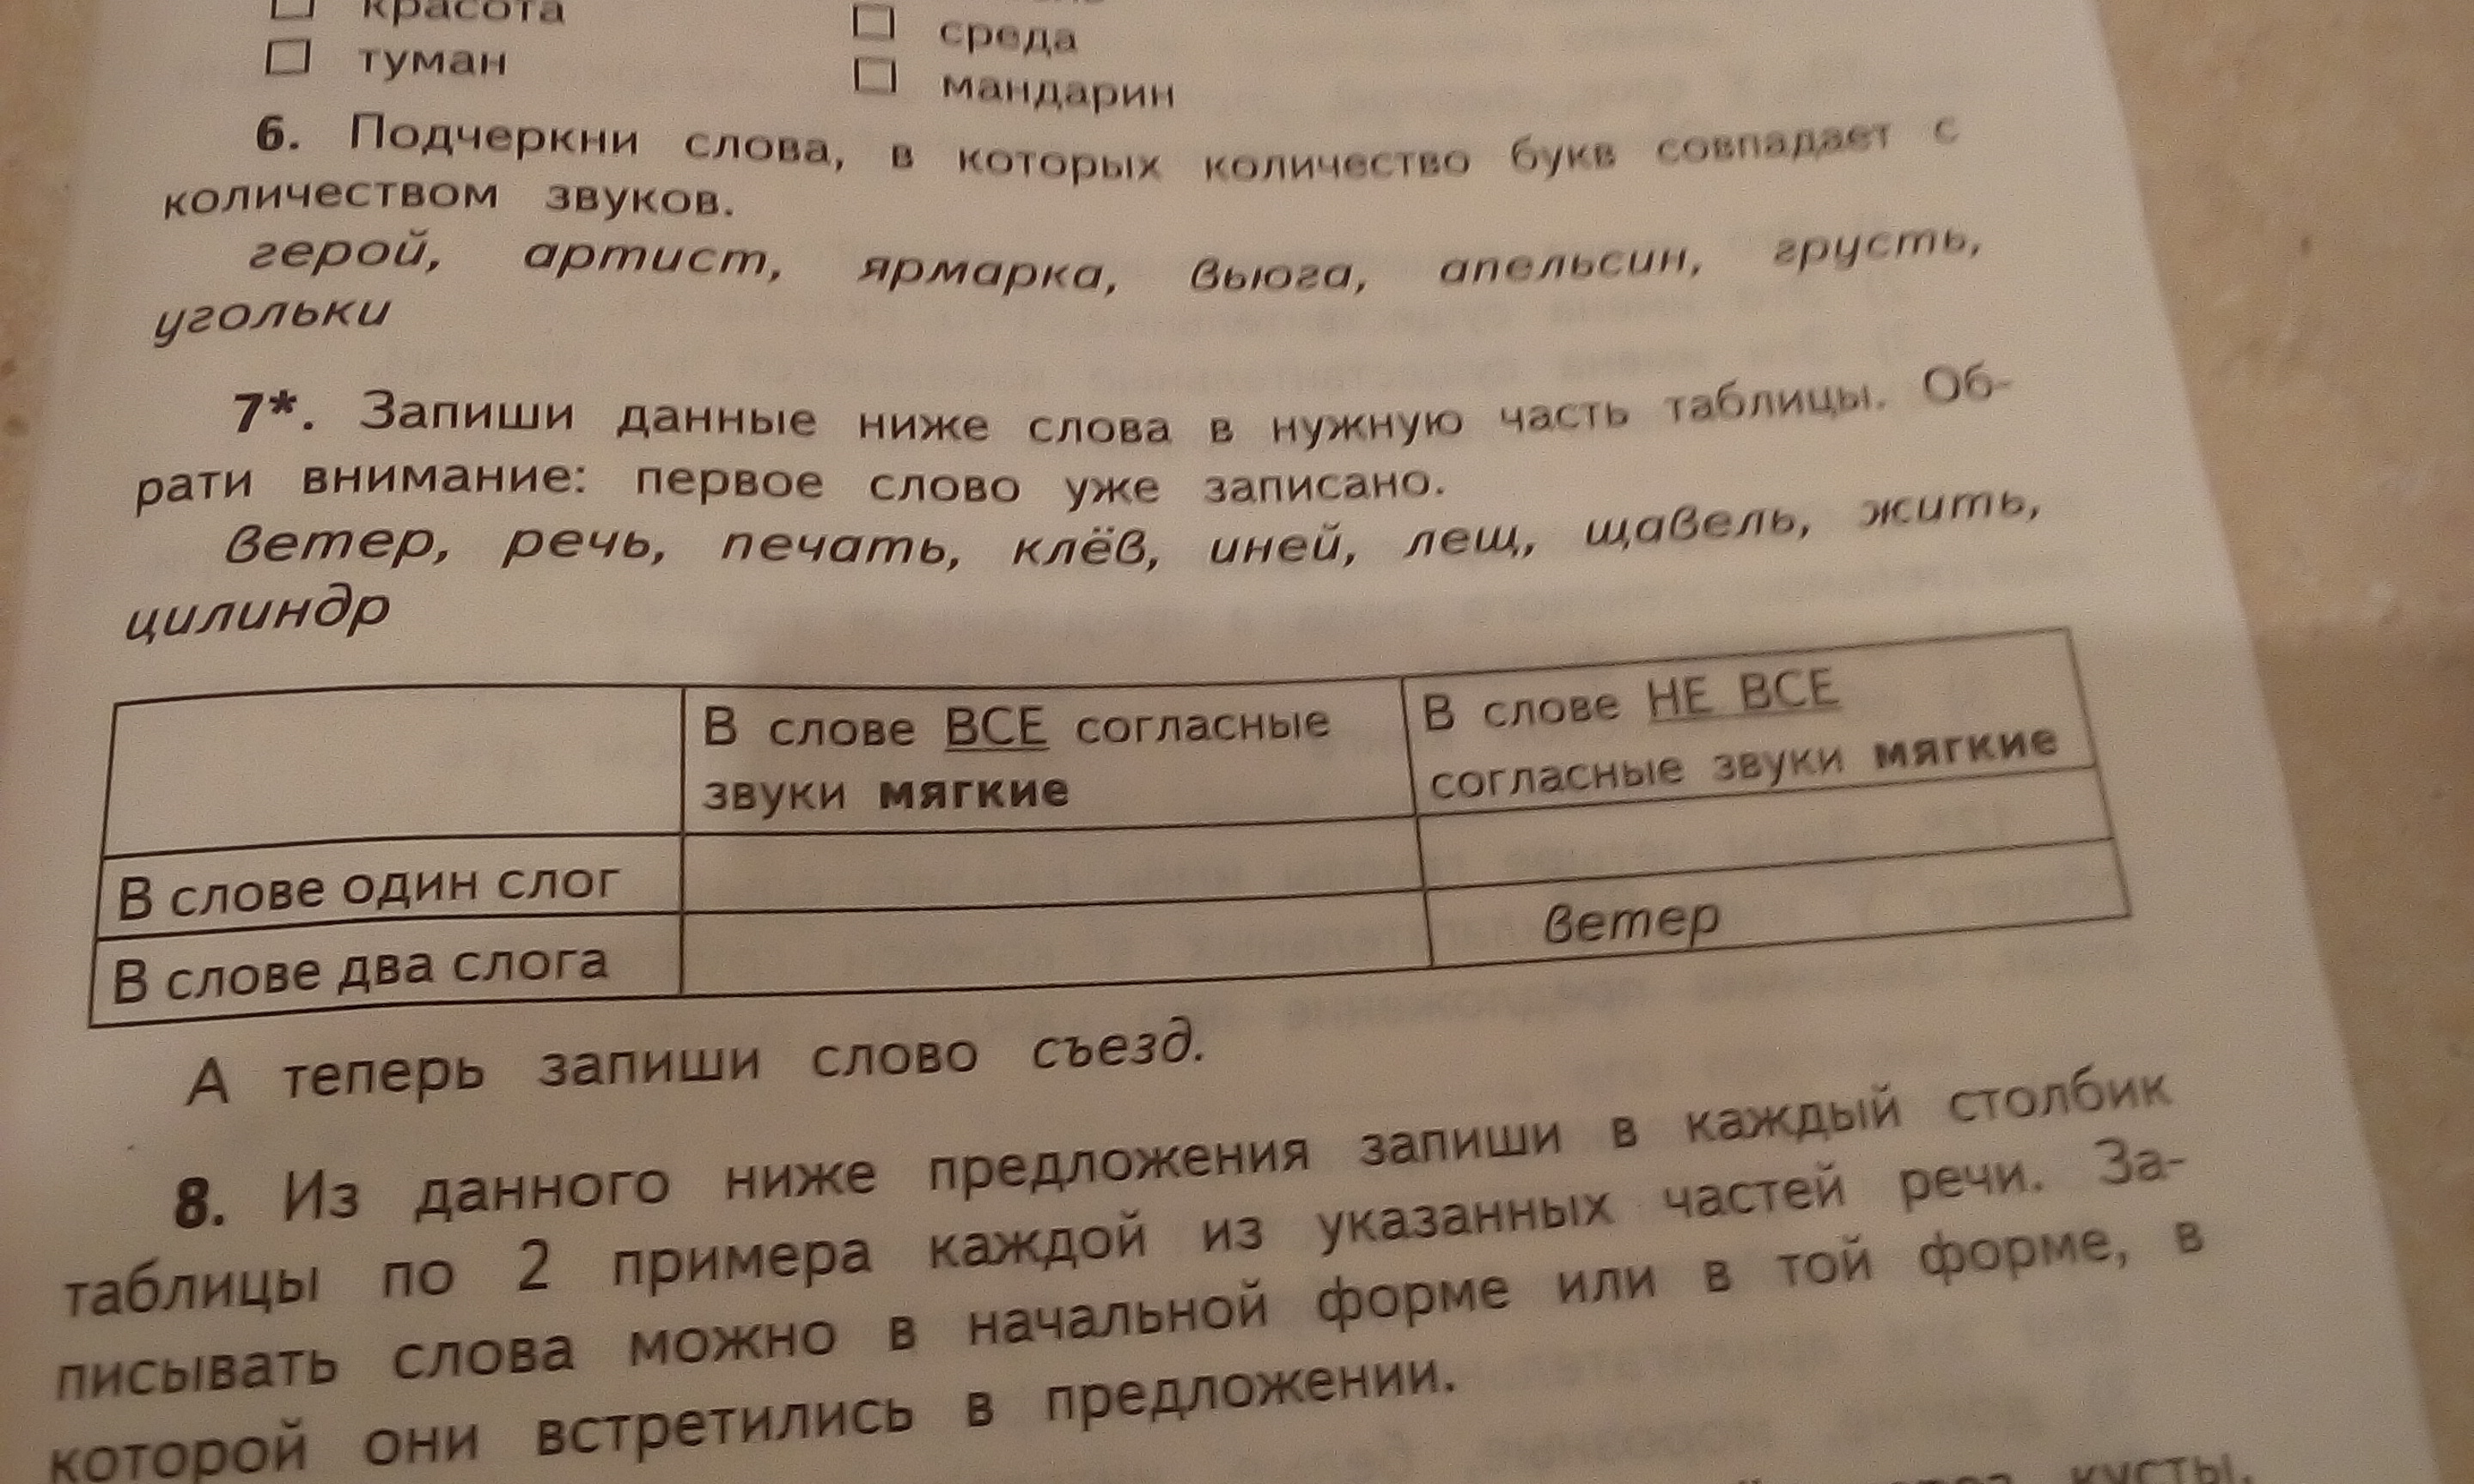 ☐ красота
☐ туман
☐ среда
☐ мандарин
6. Подчеркни слова, в которых количество букв совпадает с
количеством звуков.
герой, артист, ярмарка, вьюга, апельсин, грусть,
угольки
7*. Запиши данные ниже слова в нужную часть таблицы. Об-
рати внимание: первое слово уже записано.
ветер, речь, печать, клёв, иней, лещ, щавель, жить,
цилиндр
В слове ВСЕ согласные
звуки мягкие
В слове НЕ ВСЕ
согласные звуки мягкие
В слове один слог
В слове два слога
ветер
А теперь запиши слово съезд.
8. Из данного ниже предложения запиши в каждый столбик
таблицы по 2 примера каждой из указанных частей речи. За-
писывать слова можно в начальной форме или в той форме, в
которой они встретились в предложении.
кусты,